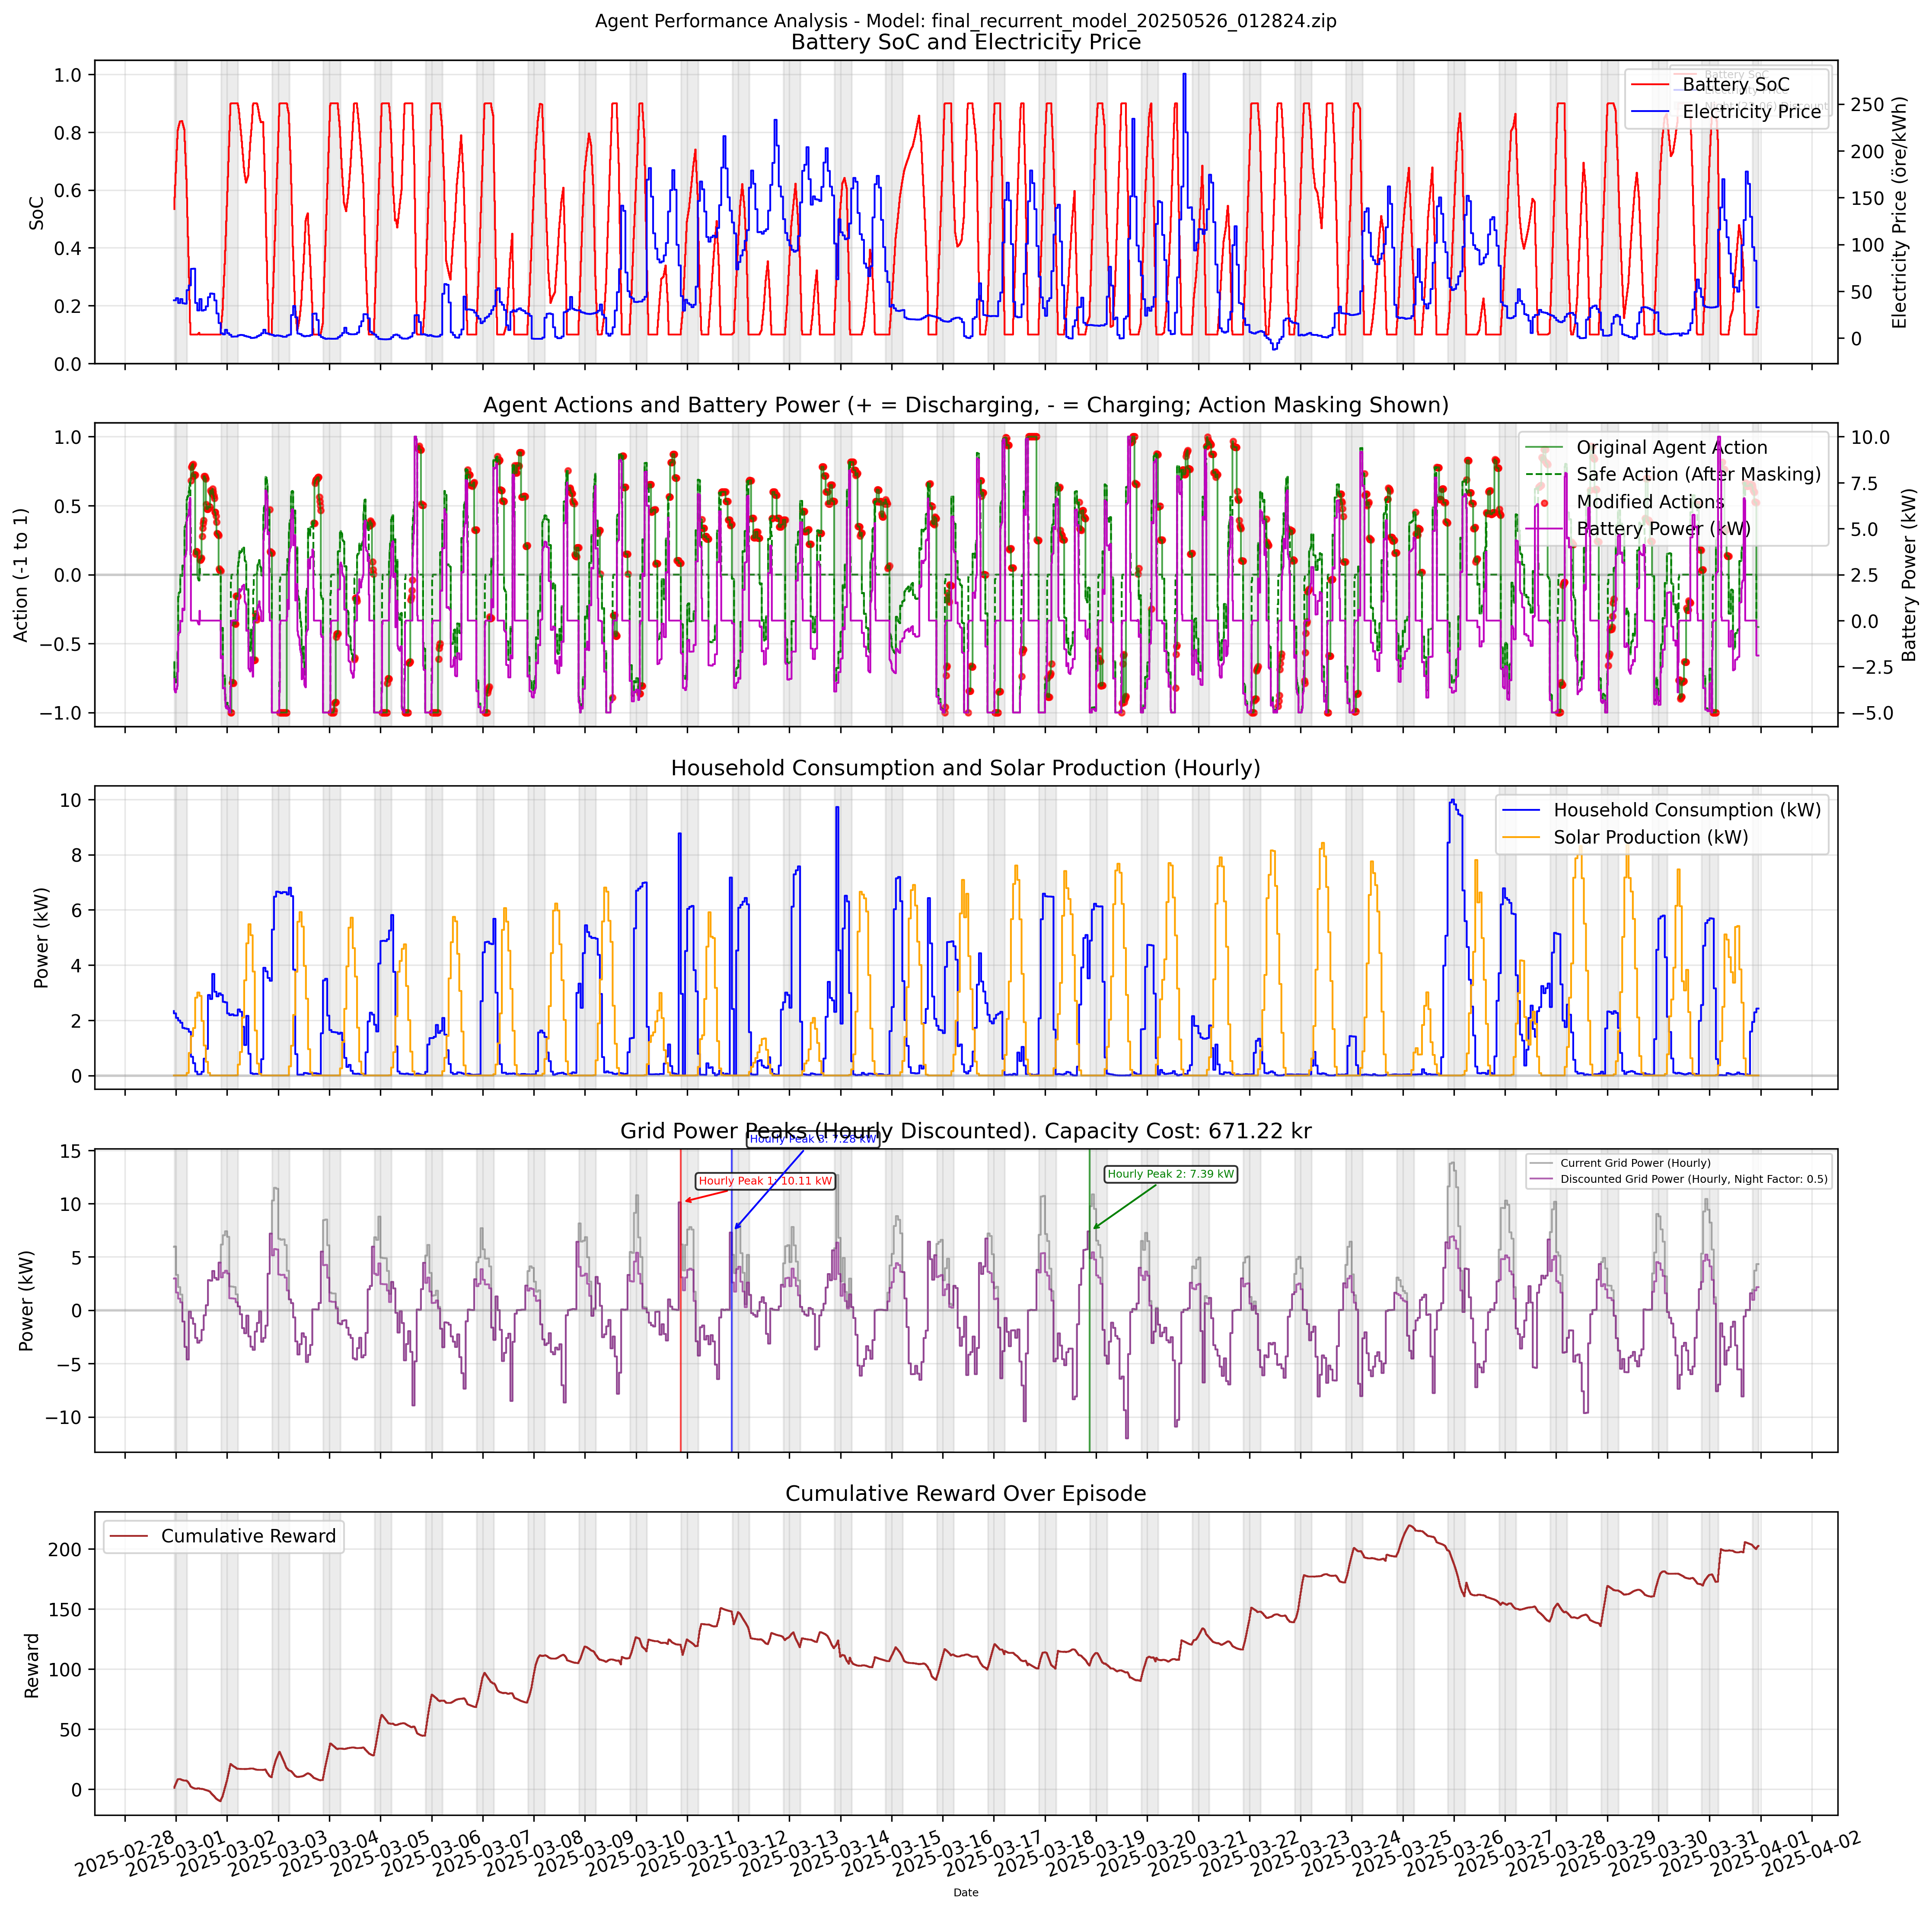 Agent Performance Analysis - Model: final_recurrent_model_20250526_012824.zip
Battery SoC and Electricity Price
1.0
0.8
0.6
0.4
0.2
0.0
SoC
250
200
150
100
50
0
Electricity Price (öre/kWh)
Battery SoC
Electricity Price
Agent Actions and Battery Power (+ = Discharging, - = Charging; Action Masking Shown)
1.0
0.5
0.0
−0.5
−1.0
Action (-1 to 1)
10.0
7.5
5.0
2.5
0.0
−2.5
−5.0
Battery Power (kW)
Original Agent Action
Safe Action (After Masking)
Modified Actions
Battery Power (kW)
Household Consumption and Solar Production (Hourly)
10
8
6
4
2
0
Power (kW)
Household Consumption (kW)
Solar Production (kW)
Grid Power Peaks (Hourly Discounted). Capacity Cost: 671.22 kr
15
10
5
0
−5
−10
Power (kW)
Hourly Peak 3: 7.28 kW
Hourly Peak 1: 10.11 kW
Hourly Peak 2: 7.39 kW
Current Grid Power (Hourly)
Discounted Grid Power (Hourly, Night Factor: 0.5)
Cumulative Reward Over Episode
200
150
100
50
0
Reward
Cumulative Reward
2025-02-28
2025-03-01
2025-03-02
2025-03-03
2025-03-04
2025-03-05
2025-03-06
2025-03-07
2025-03-08
2025-03-09
2025-03-10
2025-03-11
2025-03-12
2025-03-13
2025-03-14
2025-03-15
2025-03-16
2025-03-17
2025-03-18
2025-03-19
2025-03-20
2025-03-21
2025-03-22
2025-03-23
2025-03-24
2025-03-25
2025-03-26
2025-03-27
2025-03-28
2025-03-29
2025-03-30
2025-03-31
2025-04-01
2025-04-02
Date